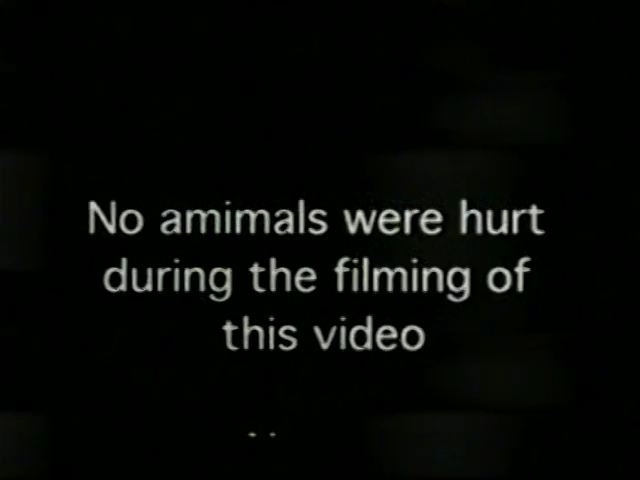 No amimals were hurt
during the filming of
this video